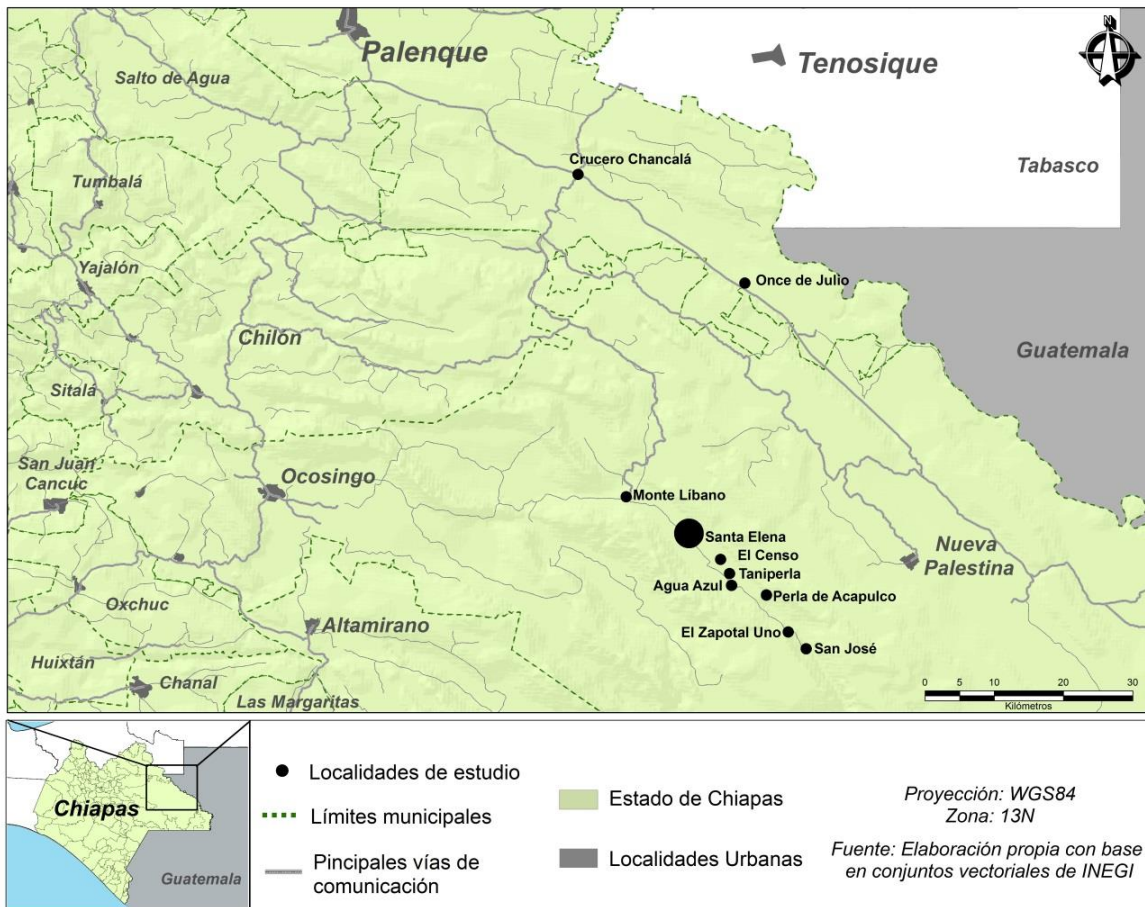 N
Palenque
Tenosique
Salto de Agua
Crucero Chancalá
Tabasco
Tumbalá
Yajalón
Once de Julio
Chilón
Guatemala
Sitalá
San Juan
Cancuc
Ocosingo
Monte Líbano
Santa Elena
El Censo
Taniperla
Nueva
Palestina
Agua Azul
Perla de Acapulco
Oxchuc
Altamirano
El Zapotal Uno
San José
Huixtán
Chanal
Las Margaritas
0 5 10 20 30
Kilómetros
Chiapas
Guatemala
Localidades de estudio
Límites municipales
Pincipales vías de
comunicación
Estado de Chiapas
Localidades Urbanas
Proyección: WGS84
Zona: 13N
Fuente: Elaboración propia con base
en conjuntos vectoriales de INEGI